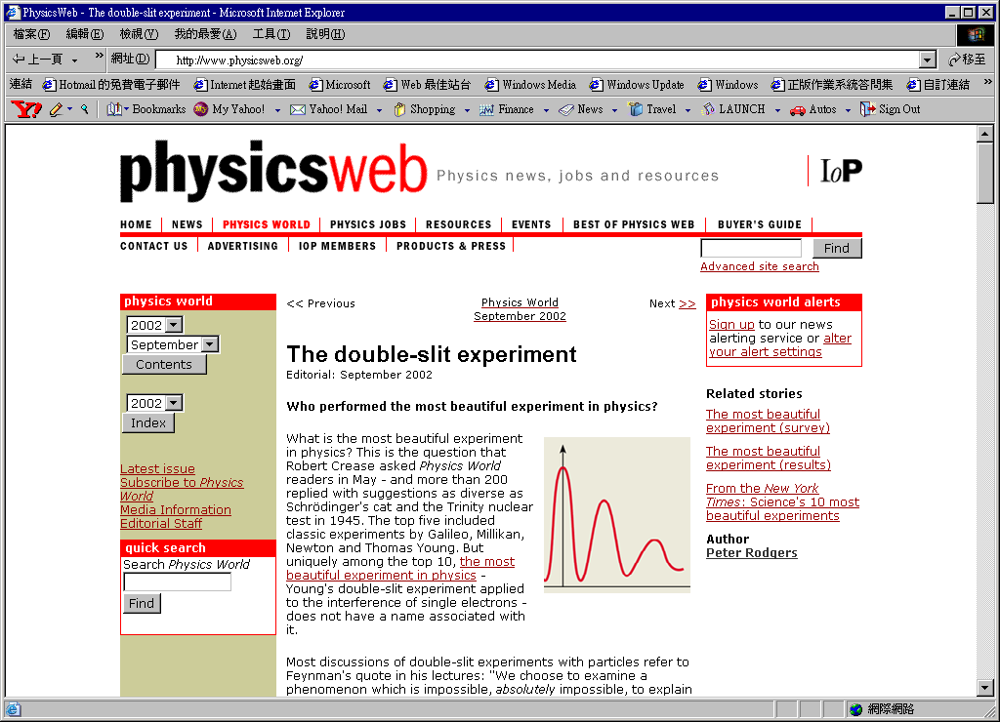 PhysicsWeb - The double-slit experiment - Microsoft Internet Explorer
檔案(F) 編輯(E) 檢視(V) 我的最愛(A) 工具(T) 說明(H)
上一頁 » 網址(D) http://www.physicsweb.org/ 移至
連結 Hotmail 的免費電子郵件 Internet 起始畫面 Microsoft Web 最佳站台 Windows Media Windows Update Windows 正版作業系統答問集 自訂連結 »
Y! Bookmarks My Yahoo! Yahoo! Mail Shopping Finance News Travel LAUNCH Autos Sign Out
physicsweb Physics news, jobs and resources IoP
HOME NEWS PHYSICS WORLD PHYSICS JOBS RESOURCES EVENTS BEST OF PHYSICS WEB BUYER'S GUIDE
CONTACT US ADVERTISING IOP MEMBERS PRODUCTS & PRESS
Find
Advanced site search
physics world
2002
September
Contents
2002
Index
Latest issue
Subscribe to Physics
World
Media Information
Editorial Staff
quick search
Search Physics World
Find
<< Previous Physics World Next >>
September 2002
The double-slit experiment
Editorial: September 2002
Who performed the most beautiful experiment in physics?
What is the most beautiful experiment
in physics? This is the question that
Robert Crease asked Physics World
readers in May - and more than 200
replied with suggestions as diverse as
Schrödinger's cat and the Trinity nuclear
test in 1945. The top five included
classic experiments by Galileo, Millikan,
Newton and Thomas Young. But
uniquely among the top 10, the most
beautiful experiment in physics -
Young's double-slit experiment applied
to the interference of single electrons -
does not have a name associated with
it.
Most discussions of double-slit experiments with particles refer to
Feynman's quote in his lectures: "We choose to examine a
phenomenon which is impossible, absolutely impossible, to explain
physics world alerts
Sign up to our news
alerting service or alter
your alert settings
Related stories
The most beautiful
experiment (survey)
The most beautiful
experiment (results)
From the New York
Times: Science's 10 most
beautiful experiments
Author
Peter Rodgers
網際網路